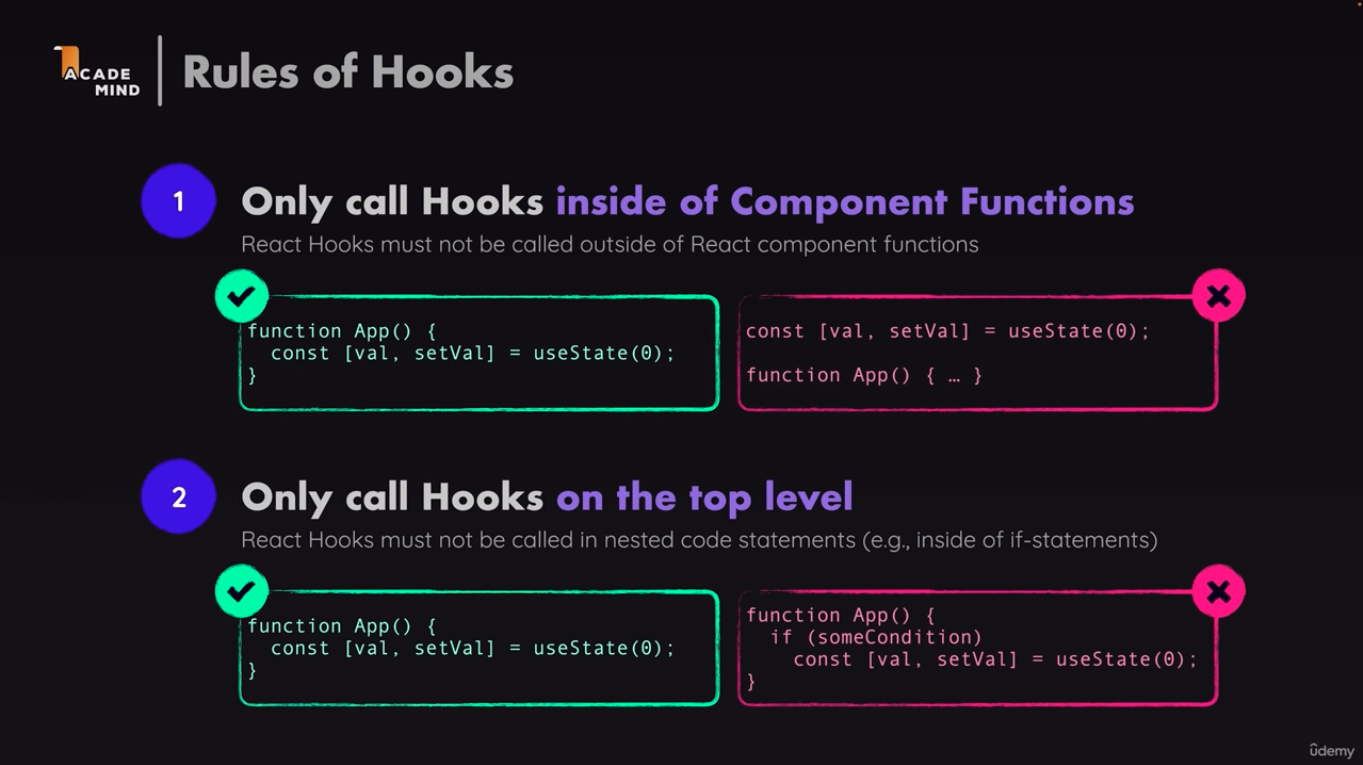 ACADE
MIND
Rules of Hooks
1
Only call Hooks inside of Component Functions
React Hooks must not be called outside of React component functions
function App() {
  const [val, setVal] = useState(0);
}
const [val, setVal] = useState(0);
function App() { … }
2
Only call Hooks on the top level
React Hooks must not be called in nested code statements (e.g., inside of if-statements)
function App() {
  const [val, setVal] = useState(0);
}
function App() {
  if (someCondition)
    const [val, setVal] = useState(0);
}
ûdemy